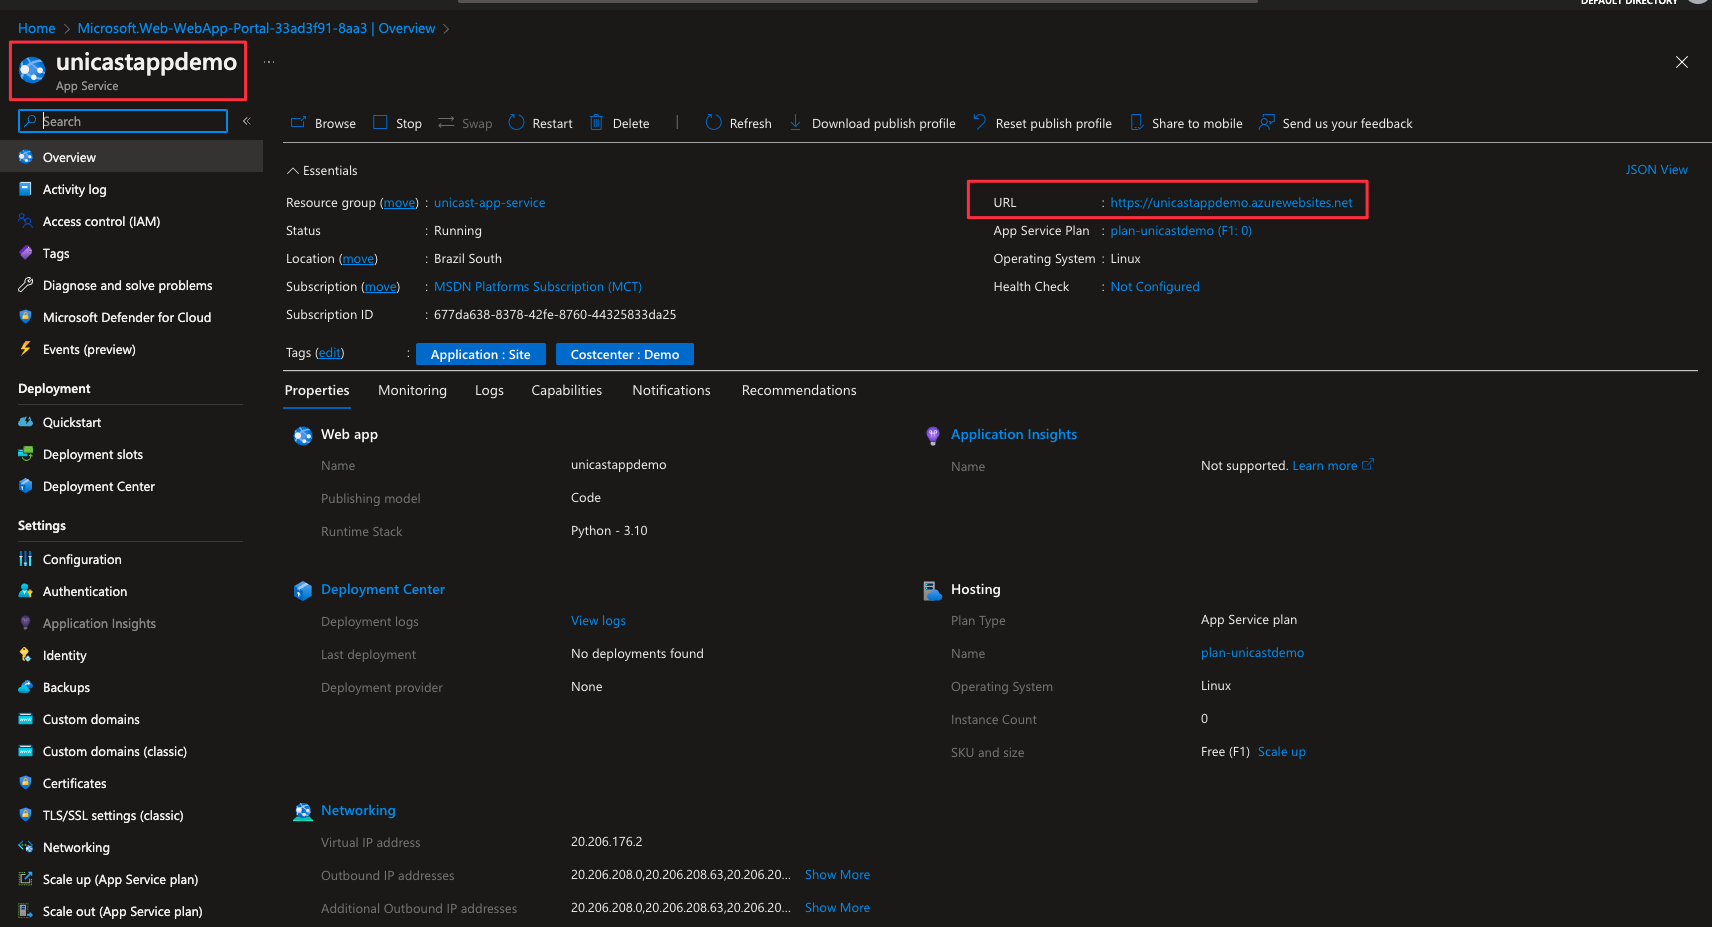 DEFAULT DIRECTORY
Home > Microsoft.Web-WebApp-Portal-33ad3f91-8aa3 | Overview >
unicastappdemo ...
App Service
Search «
Browse Stop Swap Restart Delete | Refresh Download publish profile Reset publish profile Share to mobile Send us your feedback
Overview
Activity log
Access control (IAM)
Tags
Diagnose and solve problems
Microsoft Defender for Cloud
Events (preview)
Deployment
Quickstart
Deployment slots
Deployment Center
Settings
Configuration
Authentication
Application Insights
Identity
Backups
Custom domains
Custom domains (classic)
Certificates
TLS/SSL settings (classic)
Networking
Scale up (App Service plan)
Scale out (App Service plan)
Essentials
JSON View
Resource group (move) : unicast-app-service
Status : Running
Location (move) : Brazil South
Subscription (move) : MSDN Platforms Subscription (MCT)
Subscription ID : 677da638-8378-42fe-8760-44325833da25
URL : https://unicastappdemo.azurewebsites.net
App Service Plan : plan-unicastdemo (F1: 0)
Operating System : Linux
Health Check : Not Configured
Tags (edit) : Application : Site Costcenter : Demo
Properties Monitoring Logs Capabilities Notifications Recommendations
Web app
Name unicastappdemo
Publishing model Code
Runtime Stack Python - 3.10
Application Insights
Name Not supported. Learn more
Deployment Center
Deployment logs View logs
Last deployment No deployments found
Deployment provider None
Hosting
Plan Type App Service plan
Name plan-unicastdemo
Operating System Linux
Instance Count 0
SKU and size Free (F1) Scale up
Networking
Virtual IP address 20.206.176.2
Outbound IP addresses 20.206.208.0,20.206.208.63,20.206.20... Show More
Additional Outbound IP addresses 20.206.208.0,20.206.208.63,20.206.20... Show More